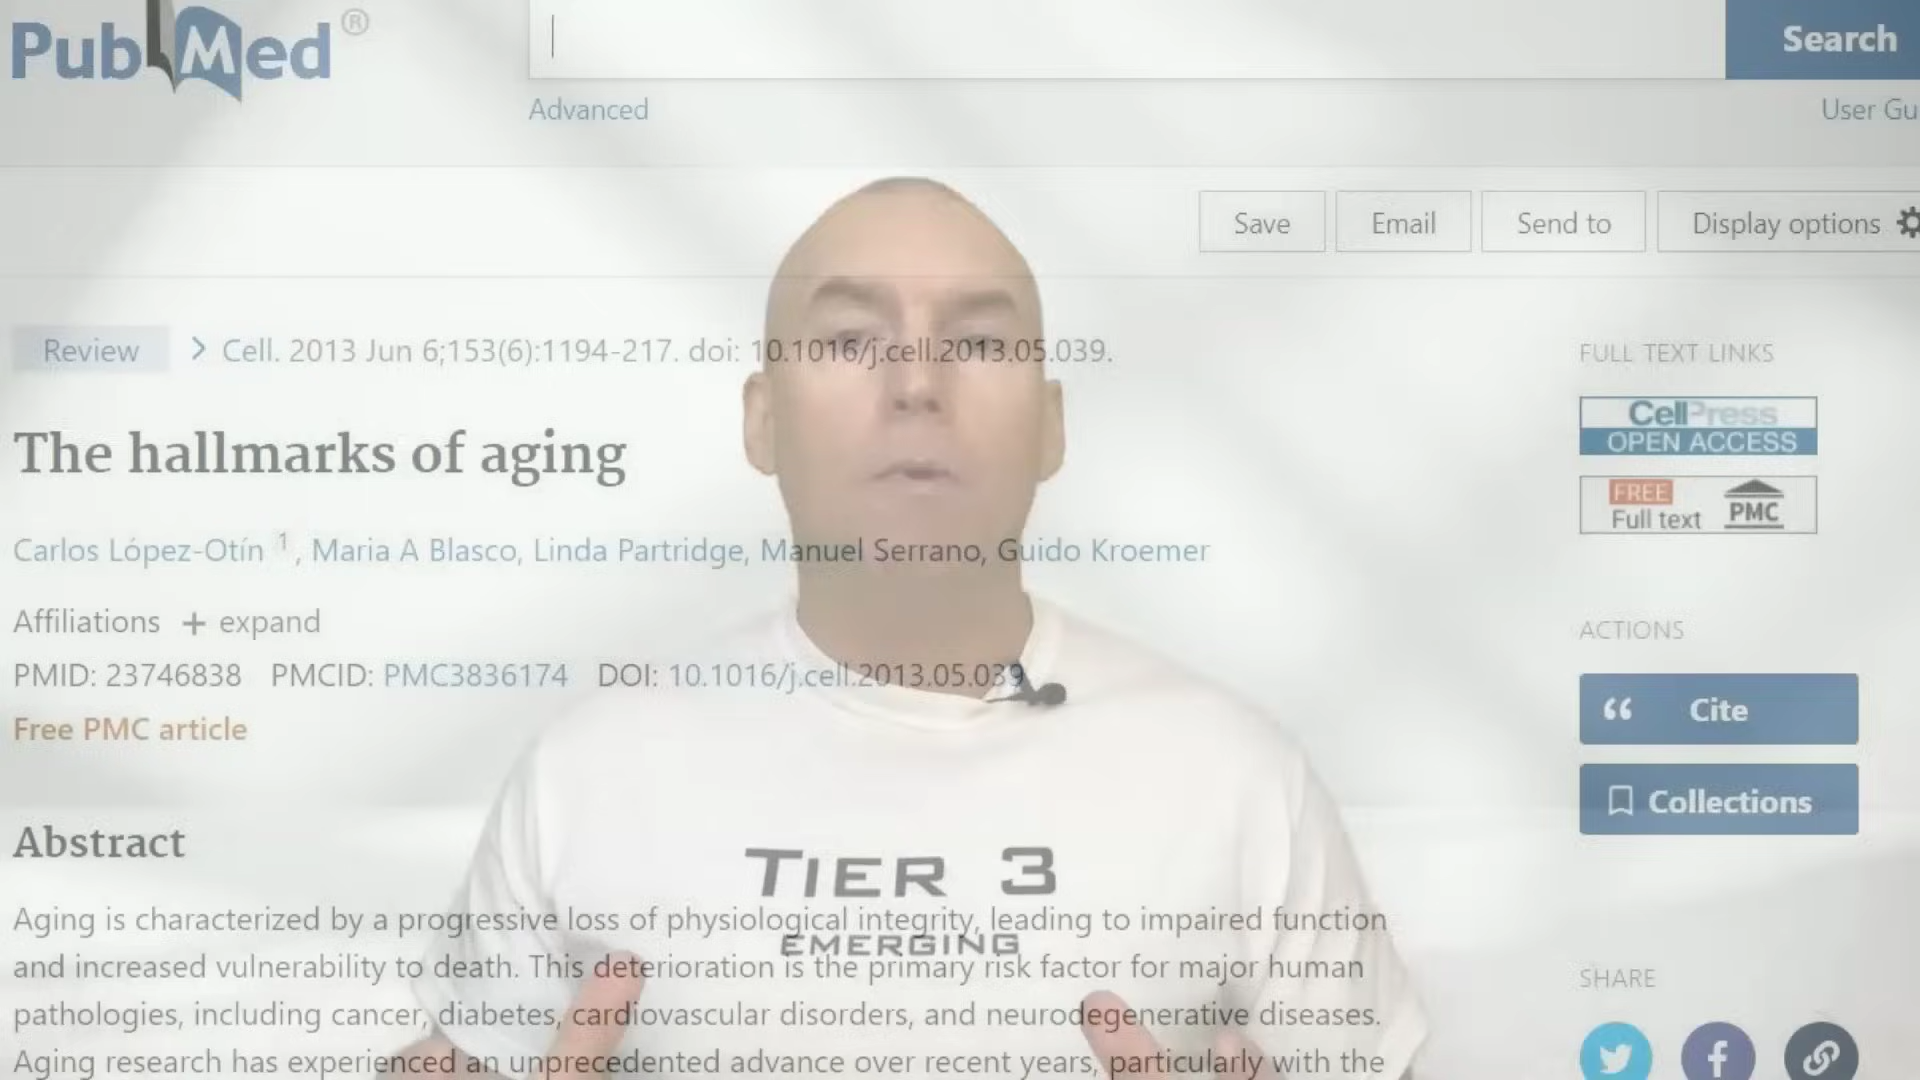 PubMed®
Search
Advanced
User Gu
Save
Email
Send to
Display options
Review
Cell. 2013 Jun 6;153(6):1194-217. doi: 10.1016/j.cell.2013.05.039.
FULL TEXT LINKS
CellPress
OPEN ACCESS
The hallmarks of aging
FREE
Full text
PMC
Carlos López-Otín 1, Maria A Blasco, Linda Partridge, Manuel Serrano, Guido Kroemer
Affiliations + expand
ACTIONS
PMID: 23746838 PMCID: PMC3836174 DOI: 10.1016/j.cell.2013.05.039
Cite
Free PMC article
Collections
Abstract
TIER 3
EMERGING
Aging is characterized by a progressive loss of physiological integrity, leading to impaired function
and increased vulnerability to death. This deterioration is the primary risk factor for major human
pathologies, including cancer, diabetes, cardiovascular disorders, and neurodegenerative diseases.
Aging research has experienced an unprecedented advance over recent years, particularly with the
SHARE